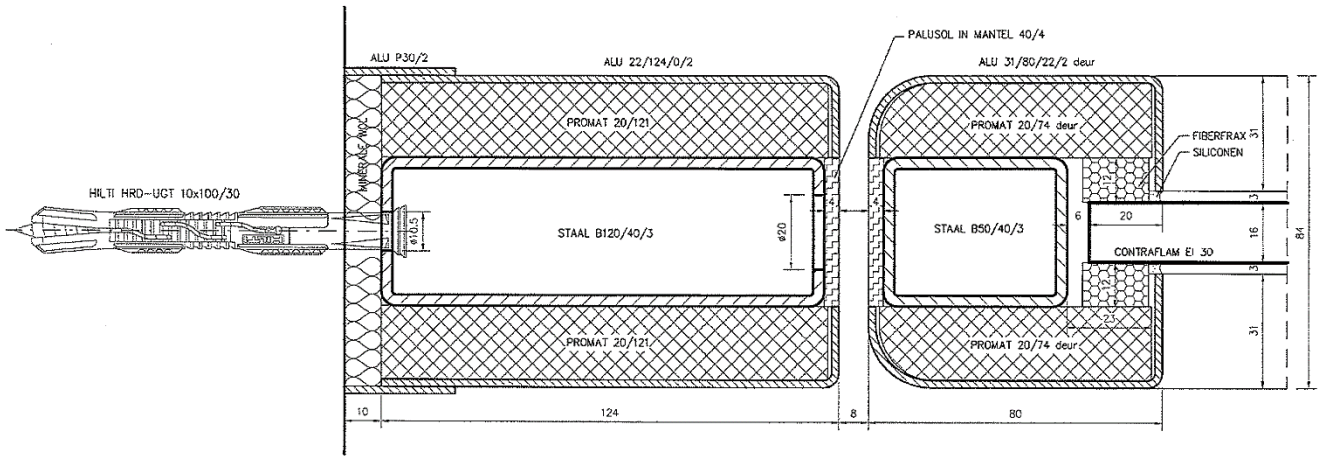 PALUSOL IN MANTEL 40/4
ALU P30/2
ALU 22/124/0/2
ALU 31/80/22/2 deur
PROMAT 20/121
PROMAT 20/74 deur
31
FIBERFRAX
SILICONEN
MINERALE WOL
12
HILTI HRD-UGT 10x100/30
4
4
3
ø10.5
STAAL B120/40/3
ø20
STAAL B50/40/3
6
20
16
84
CONTRAFLAM EI 30
3
12
23
PROMAT 20/121
PROMAT 20/74 deur
31
10
124
8
80